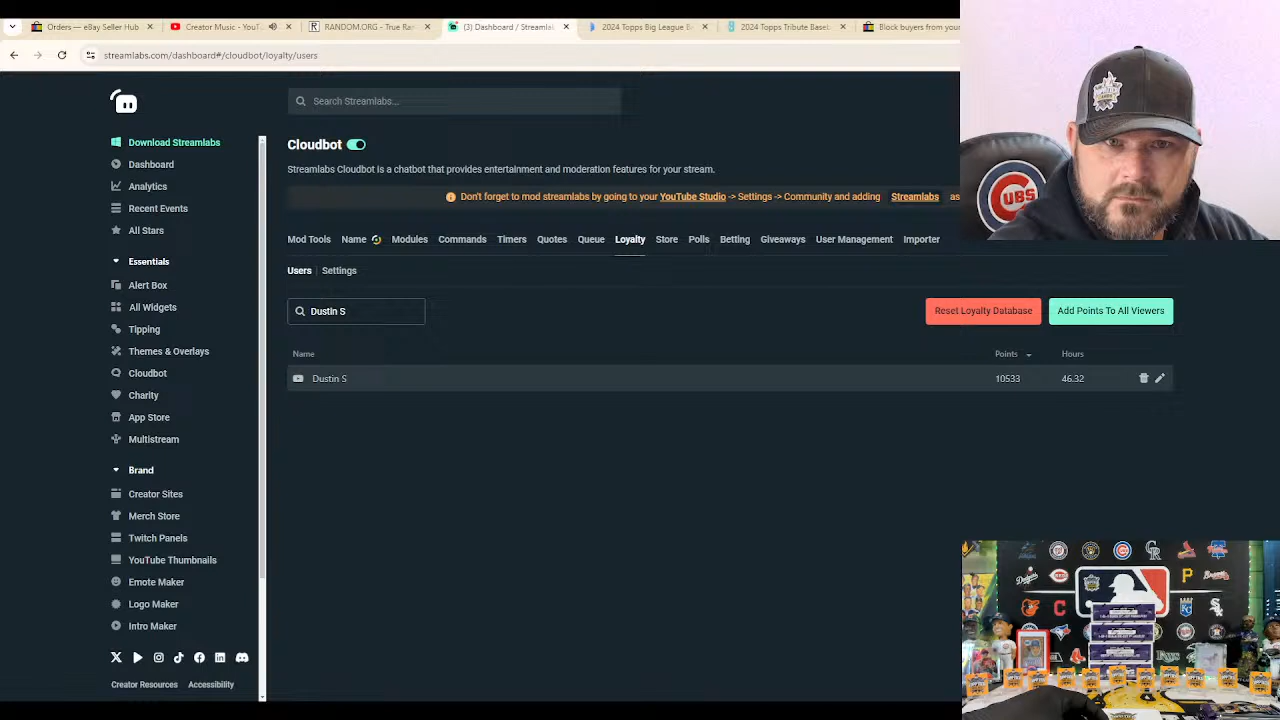 Orders — eBay Seller Hub
Creator Music - YouT
RANDOM.ORG - True Ra
(3) Dashboard / Streamla
2024 Topps Big League B
2024 Topps Tribute Baseb
Block buyers from your
streamlabs.com/dashboard#/cloudbot/loyalty/users
Search Streamlabs...
Download Streamlabs
Dashboard
Analytics
Recent Events
All Stars
Essentials
Alert Box
All Widgets
Tipping
Themes & Overlays
Cloudbot
Charity
App Store
Multistream
Brand
Creator Sites
Merch Store
Twitch Panels
YouTube Thumbnails
Emote Maker
Logo Maker
Intro Maker
Creator Resources Accessibility
Cloudbot
Streamlabs Cloudbot is a chatbot that provides entertainment and moderation features for your stream.
Don't forget to mod streamlabs by going to your YouTube Studio -> Settings -> Community and adding Streamlabs as
Mod Tools Name Modules Commands Timers Quotes Queue Loyalty Store Polls Betting Giveaways User Management Importer
Users | Settings
Dustin S
Reset Loyalty Database Add Points To All Viewers
Name Points Hours
Dustin S 10533 46.32
CUBS